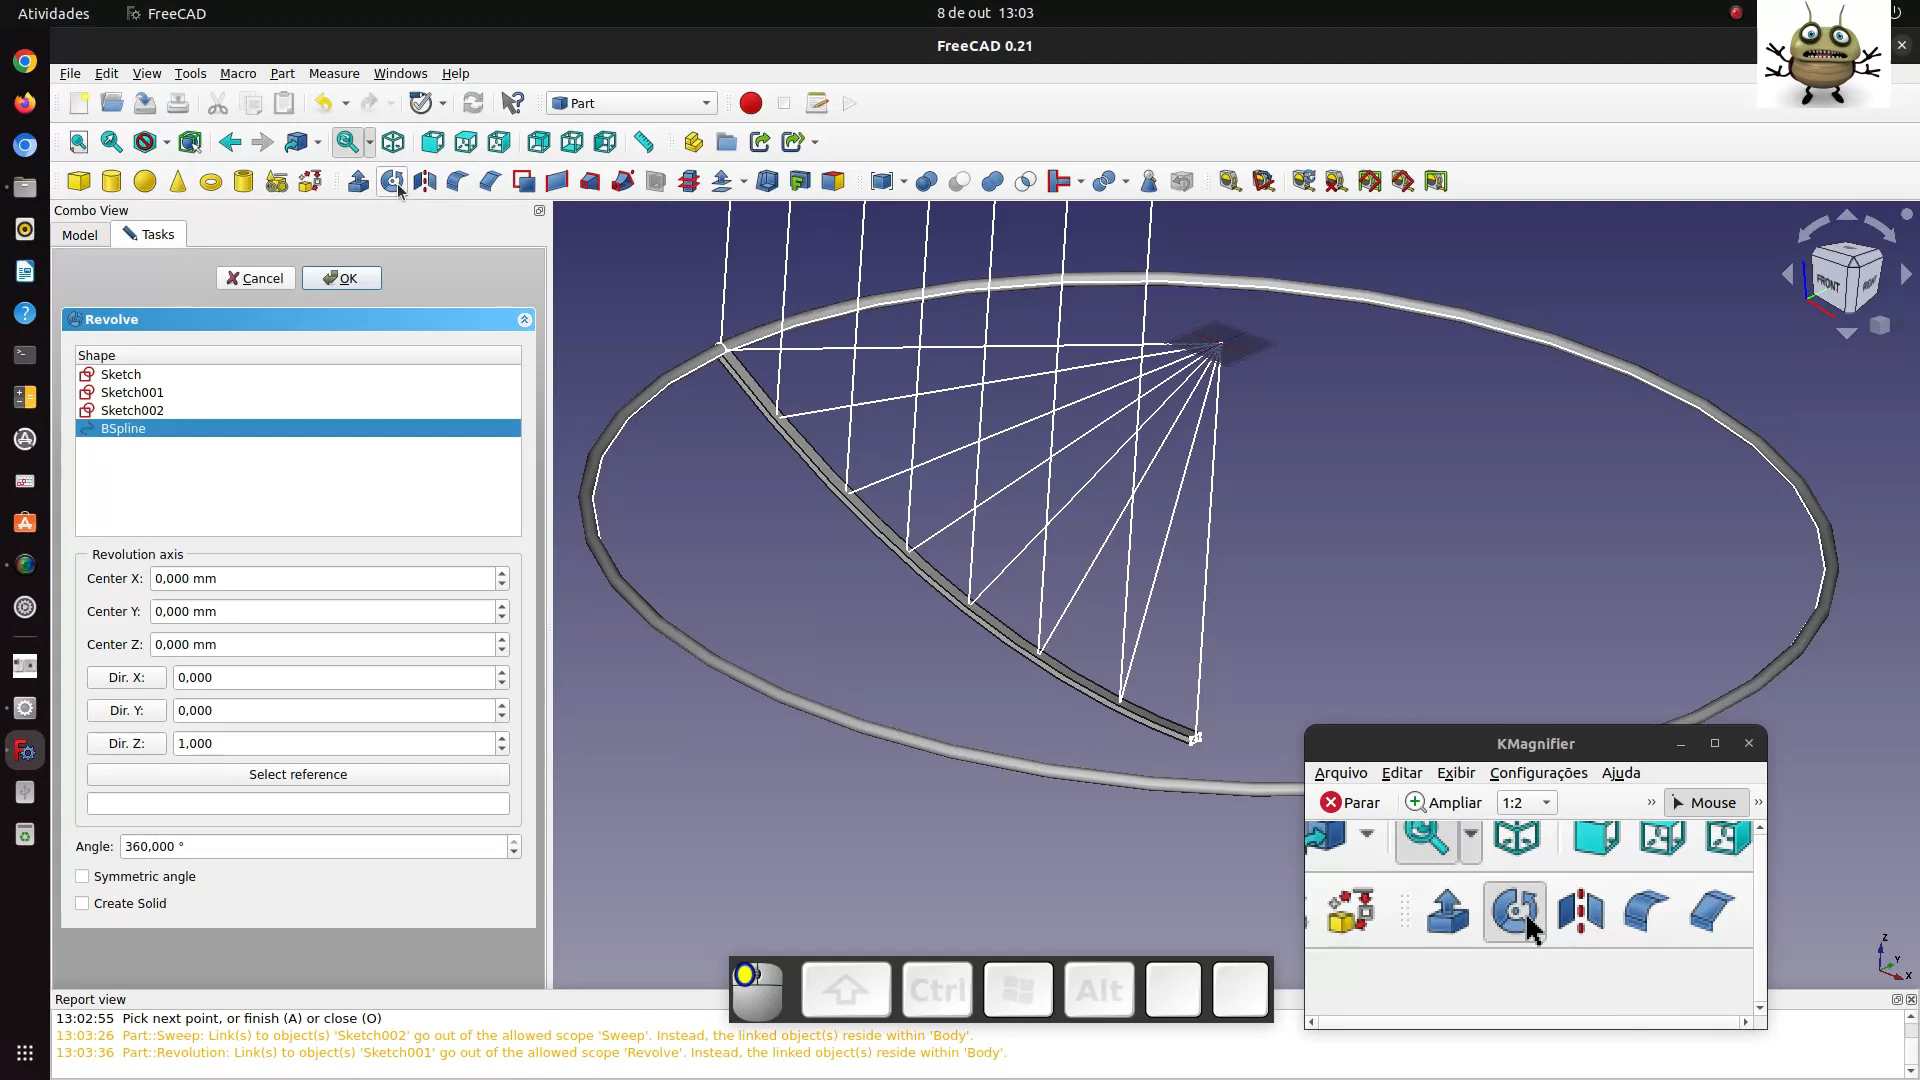 Atividades
FreeCAD
8 de out 13:03
FreeCAD 0.21
File Edit View Tools Macro Part Measure Windows Help
Part
Combo View
Model
Tasks
Cancel
OK
Revolve
Shape
Sketch
Sketch001
Sketch002
BSpline
Revolution axis
Center X: 0,000 mm
Center Y: 0,000 mm
Center Z: 0,000 mm
Dir. X: 0,000
Dir. Y: 0,000
Dir. Z: 1,000
Select reference
Angle: 360,000 °
Symmetric angle
Create Solid
FRONT
Z
Y
X
KMagnifier
Arquivo Editar Exibir Configurações Ajuda
Parar Ampliar 1:2 » Mouse »
Ctrl
Alt
Report view
13:02:55 Pick next point, or finish (A) or close (O)
13:03:26 Part::Sweep: Link(s) to object(s) 'Sketch002' go out of the allowed scope 'Sweep'. Instead, the linked object(s) reside within 'Body'.
13:03:36 Part::Revolution: Link(s) to object(s) 'Sketch001' go out of the allowed scope 'Revolve'. Instead, the linked object(s) reside within 'Body'.